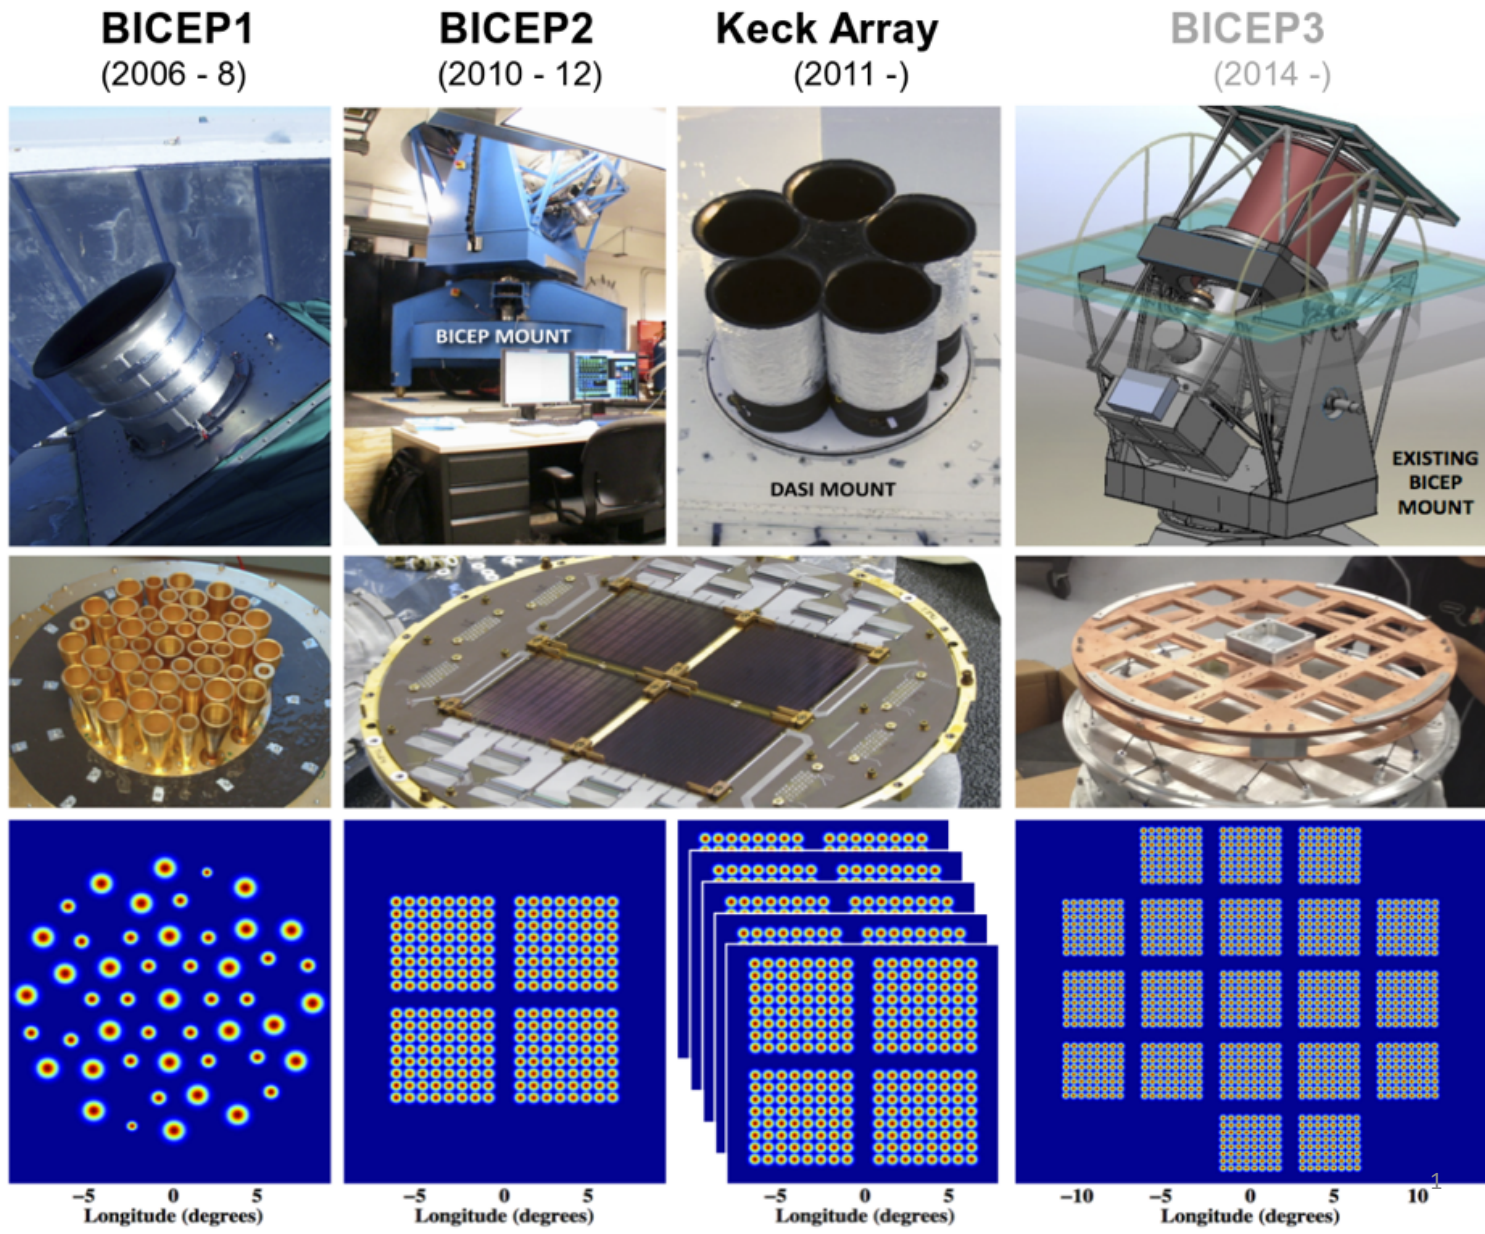 BICEP1
(2006 - 8)
BICEP2
(2010 - 12)
Keck Array
(2011 -)
BICEP3
(2014 -)
BICEP MOUNT
DASI MOUNT
EXISTING
BICEP
MOUNT
−5 0 5
Longitude (degrees)
−5 0 5
Longitude (degrees)
−5 0 5
Longitude (degrees)
−10 −5 0 5 10
Longitude (degrees)
1